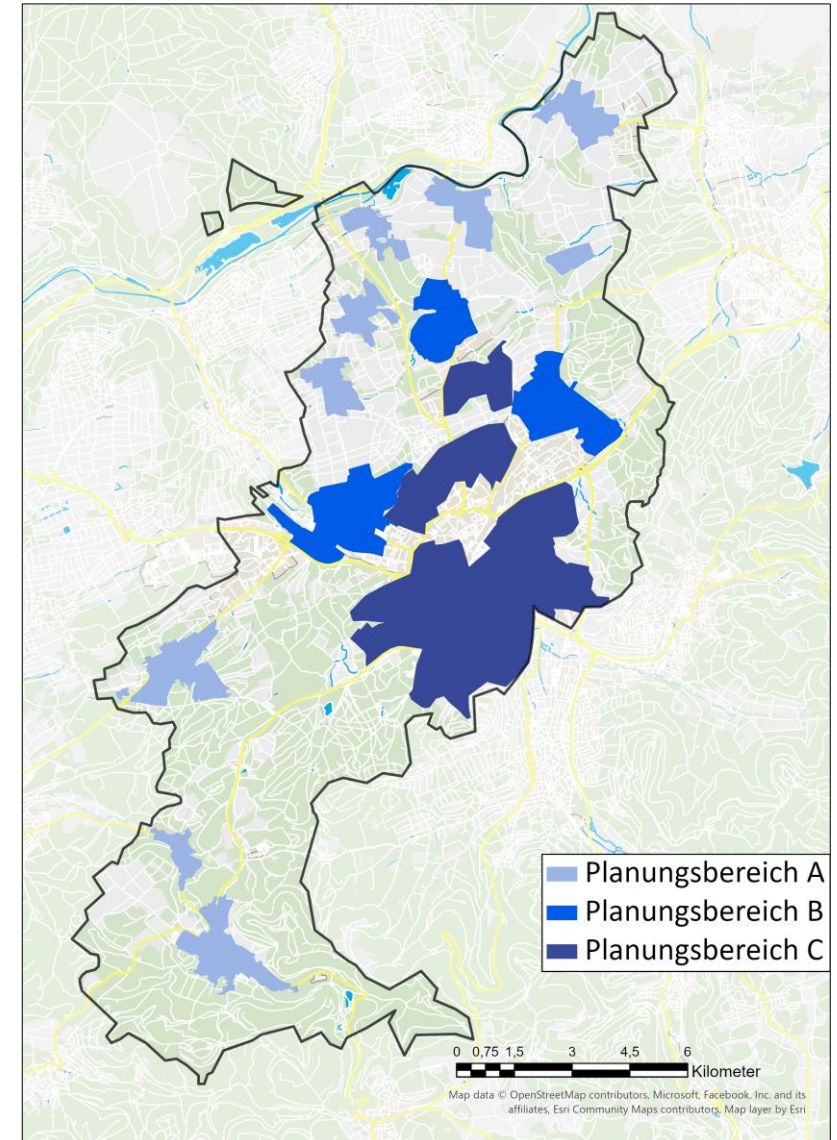 Planungsbereich A
Planungsbereich B
Planungsbereich C
0 0,75 1,5 3 4,5 6
Kilometer
Map data © OpenStreetMap contributors, Microsoft, Facebook, Inc. and its
affiliates, Esri Community Maps contributors, Map layer by Esri